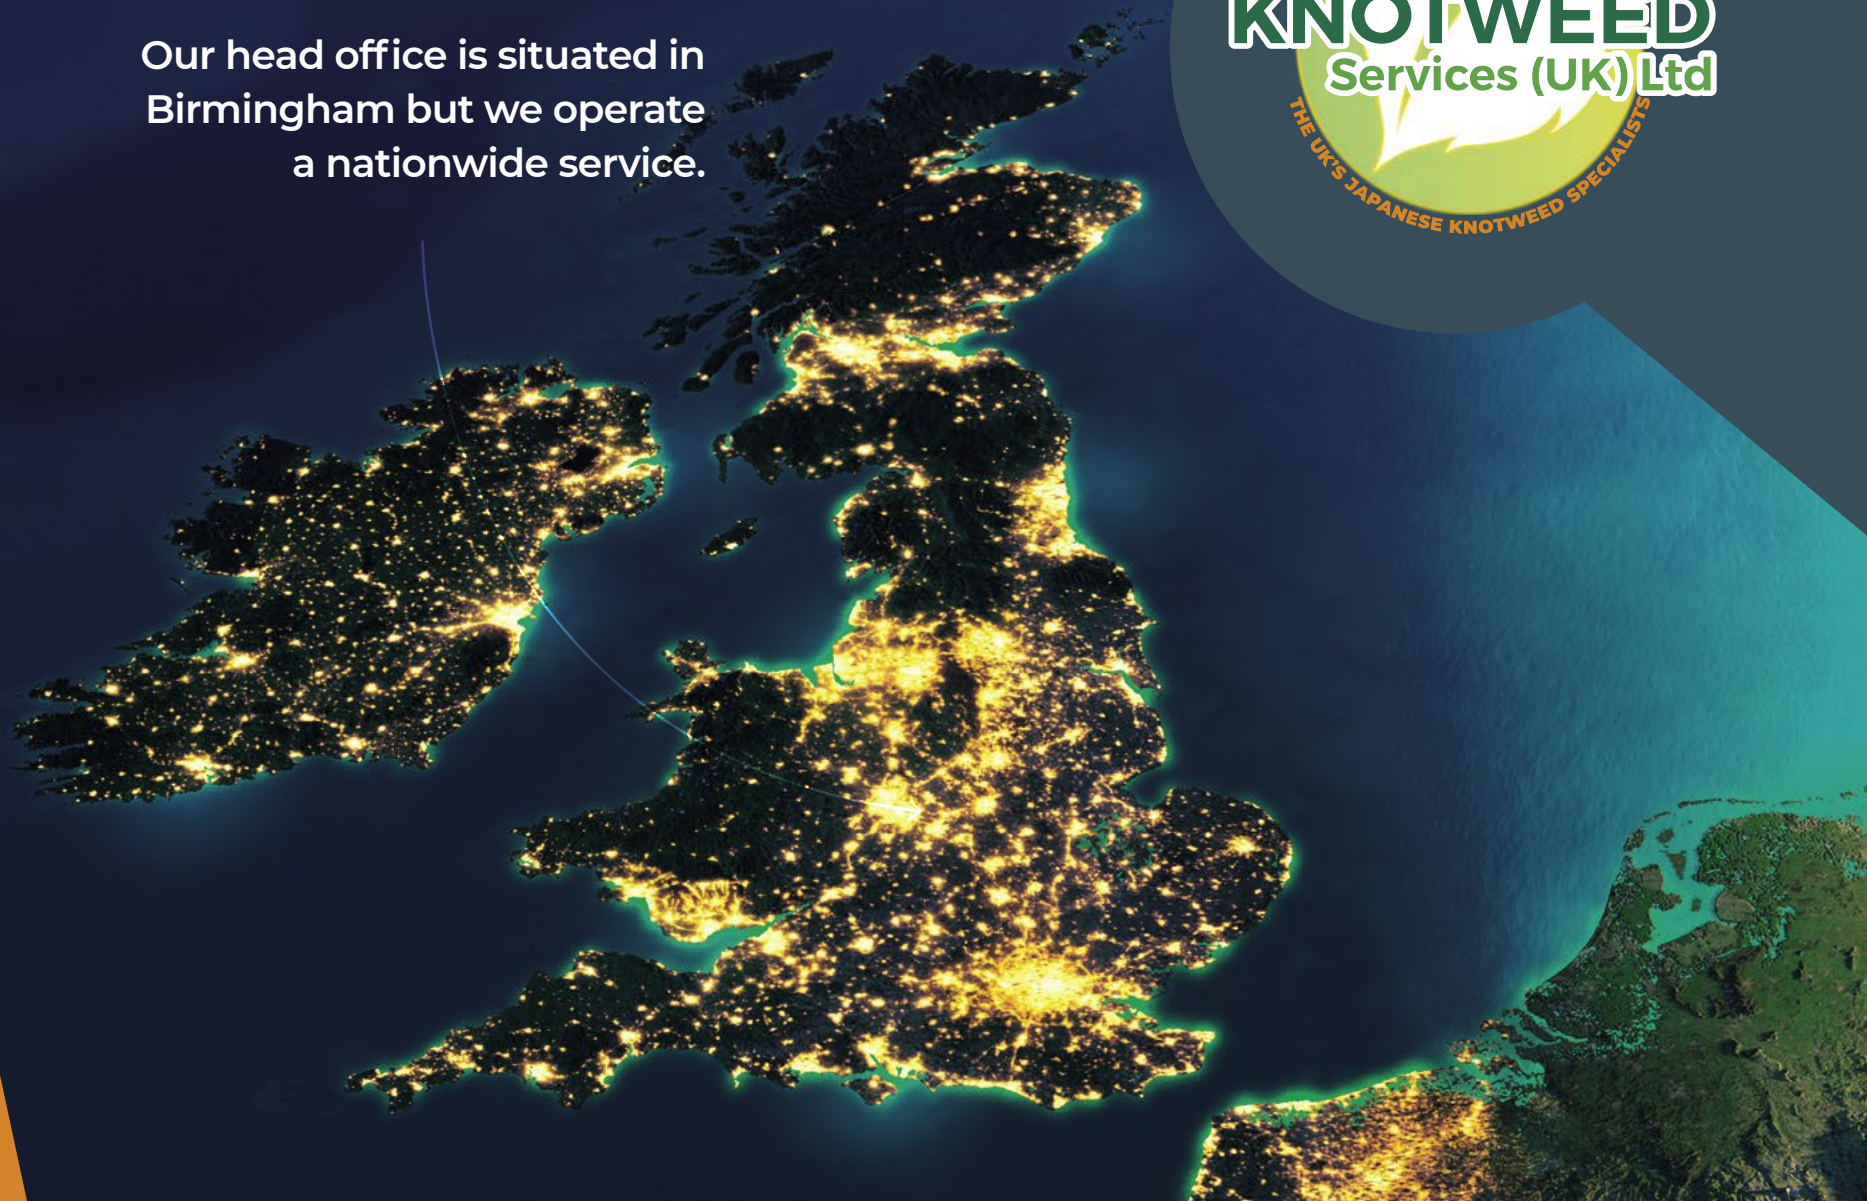 Our head office is situated in
Birmingham but we operate
a nationwide service.
KNOTWEED
Services (UK) Ltd
THE UK'S JAPANESE KNOTWEED SPECIALISTS